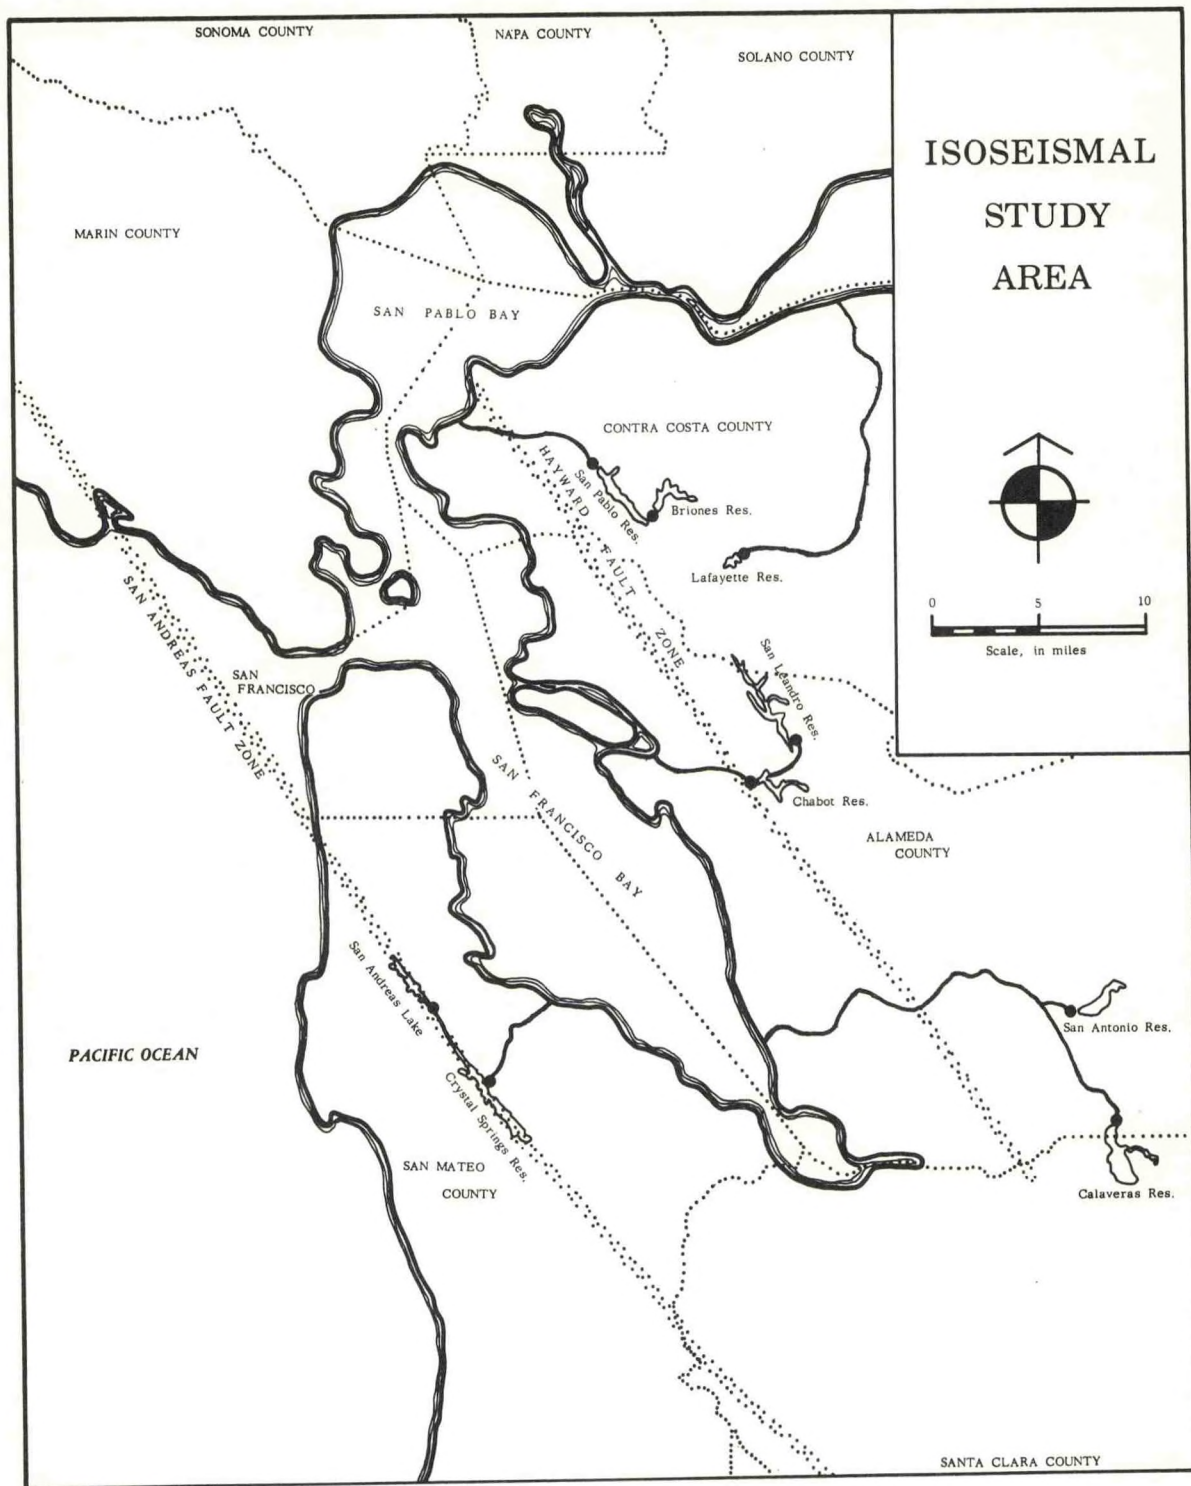 SONOMA COUNTY
NAPA COUNTY
SOLANO COUNTY
ISOSEISMAL
STUDY
AREA
MARIN COUNTY
SAN PABLO BAY
CONTRA COSTA COUNTY
HAYWARD FAULT ZONE
San Pablo Res.
Briones Res.
Lafayette Res.
0 5 10
Scale, in miles
SAN ANDREAS FAULT ZONE
SAN
FRANCISCO
San Leandro Res.
SAN FRANCISCO BAY
Chabot Res.
ALAMEDA
COUNTY
San Andreas Lake
San Antonio Res.
PACIFIC OCEAN
Crystal Springs Res.
SAN MATEO
COUNTY
Calaveras Res.
SANTA CLARA COUNTY